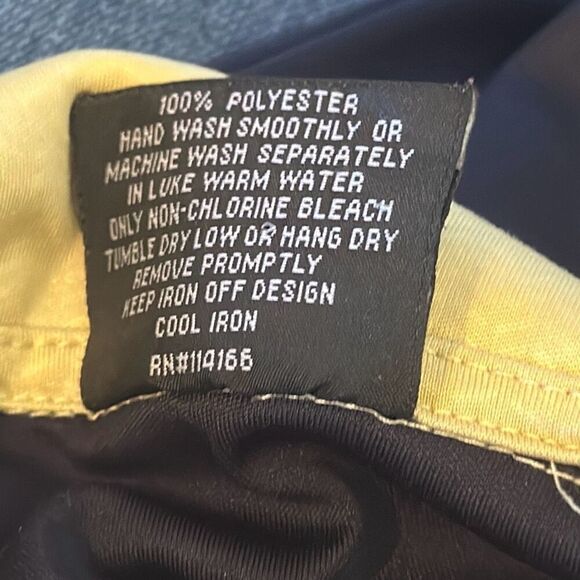 100% POLYESTER
HAND WASH SMOOTHLY OR
MACHINE WASH SEPARATELY
IN LUKE WARM WATER
ONLY NON-CHLORINE BLEACH
TUMBLE DRY LOW OR HANG DRY
REMOVE PROMPTLY
KEEP IRON OFF DESIGN
COOL IRON
RN#114166